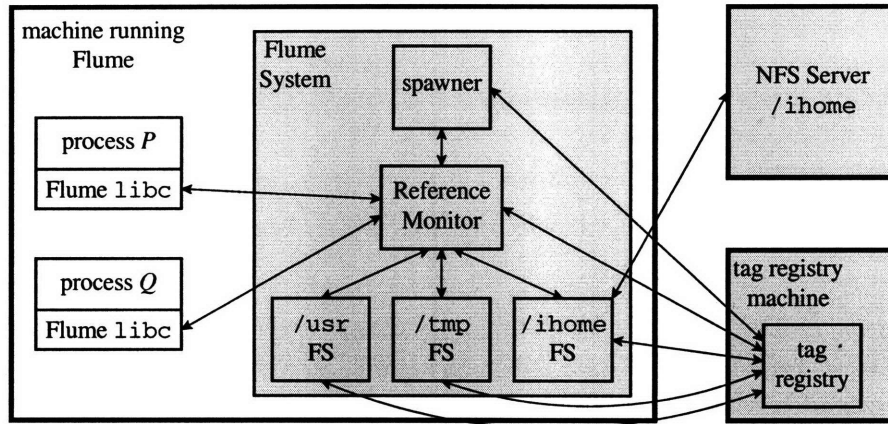 machine running
Flume
process P
Flume libc
process Q
Flume libc
Flume
System
spawner
Reference
Monitor
/usr
FS
/tmp
FS
/ihome
FS
NFS Server
/ihome
tag registry
machine
tag
registry